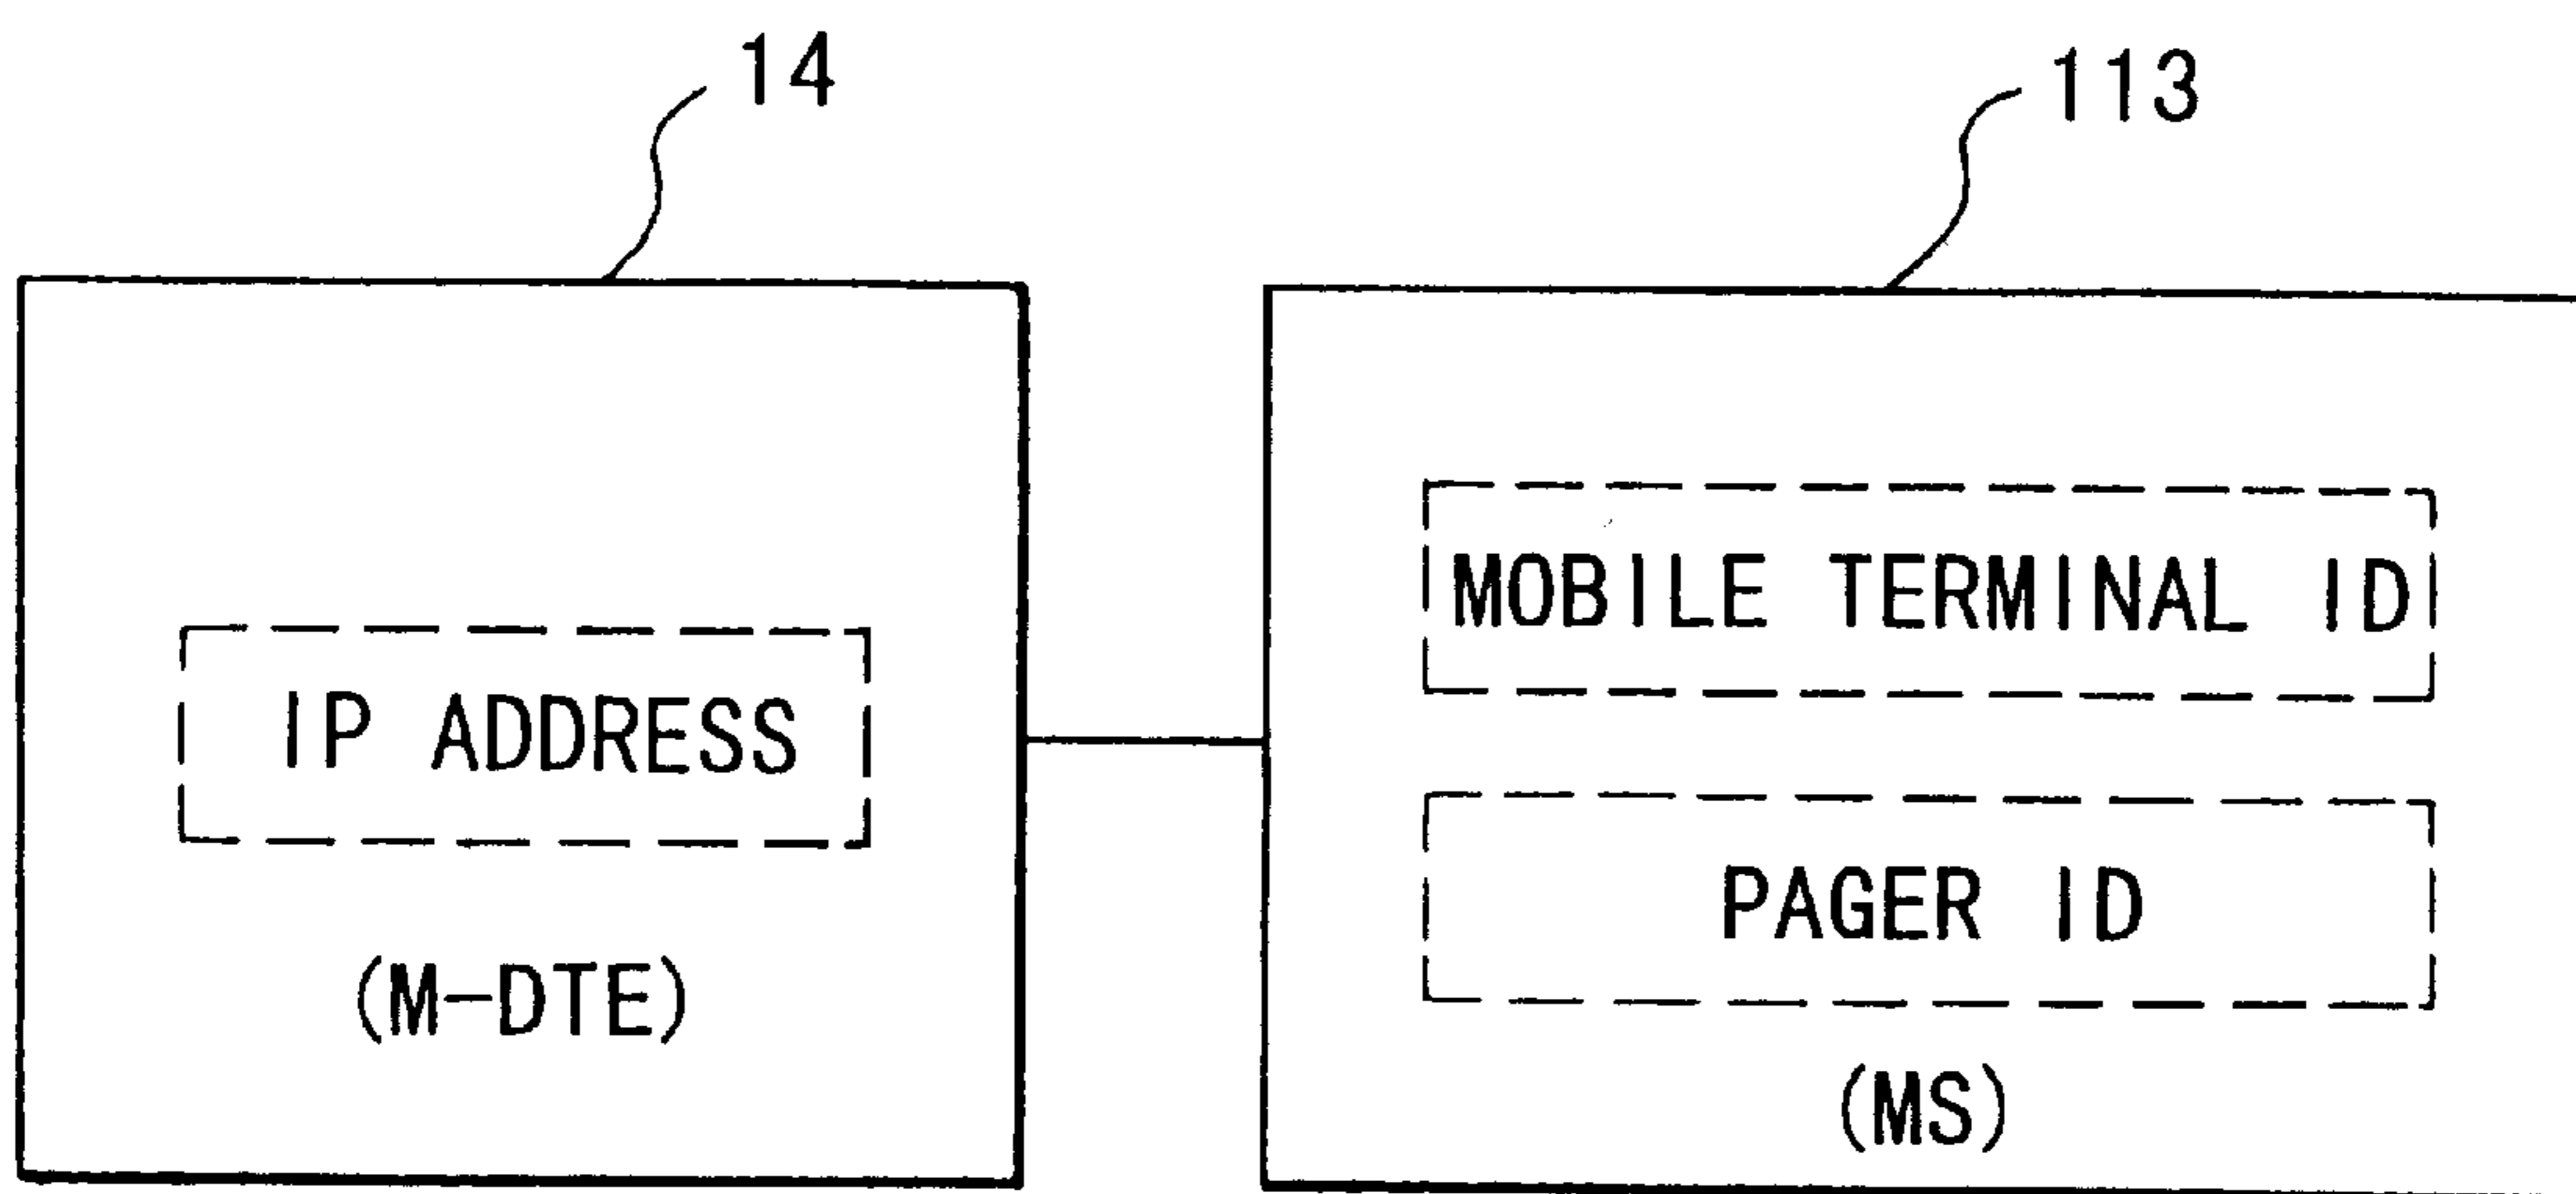 14
113
MOBILE TERMINAL ID
IP ADDRESS
PAGER ID
(M-DTE)
(MS)